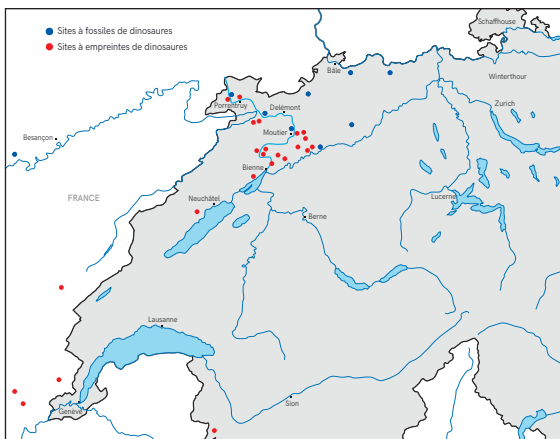 Sites à fossiles de dinosaures
Sites à empreintes de dinosaures
Schaffhouse
Bâle
Winterthour
Porrentruy
Delémont
Zurich
Moutier
Besançon
Bienne
FRANCE
Neuchâtel
Lucerne
Berne
Lausanne
Sion
Genève